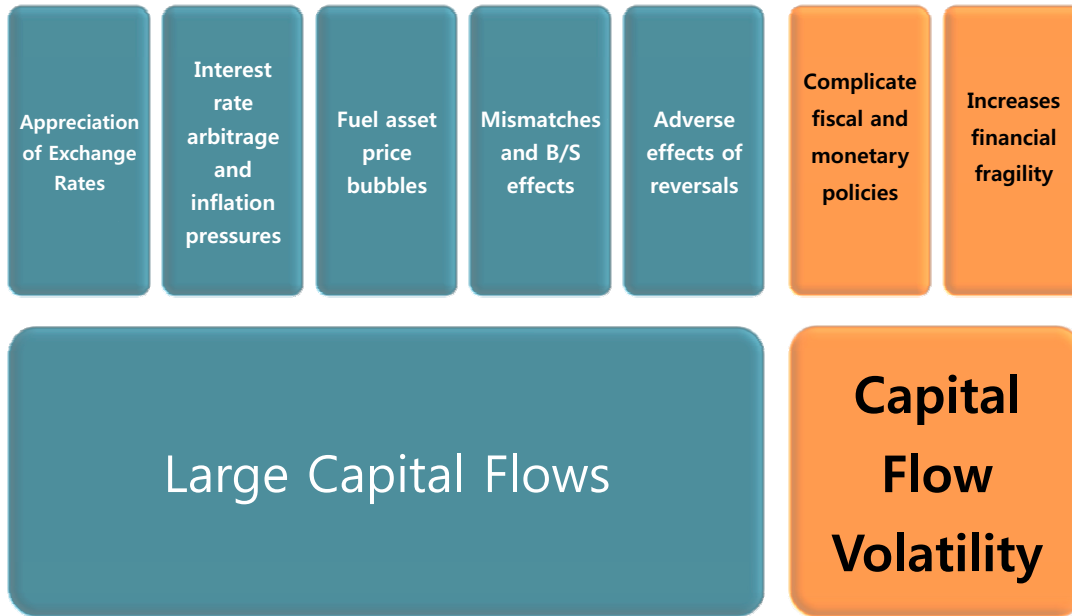 Appreciation
of Exchange
Rates
Interest
rate
arbitrage
and
inflation
pressures
Fuel asset
price
bubbles
Mismatches
and B/S
effects
Adverse
effects of
reversals
Complicate
fiscal and
monetary
policies
Increases
financial
fragility
Large Capital Flows
Capital
Flow
Volatility